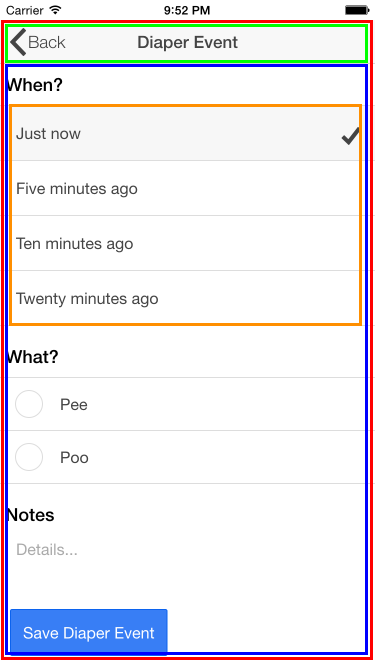 Carrier 9:52 PM
Back Diaper Event
When?
Just now
Five minutes ago
Ten minutes ago
Twenty minutes ago
What?
Pee
Poo
Notes
Details...
Save Diaper Event